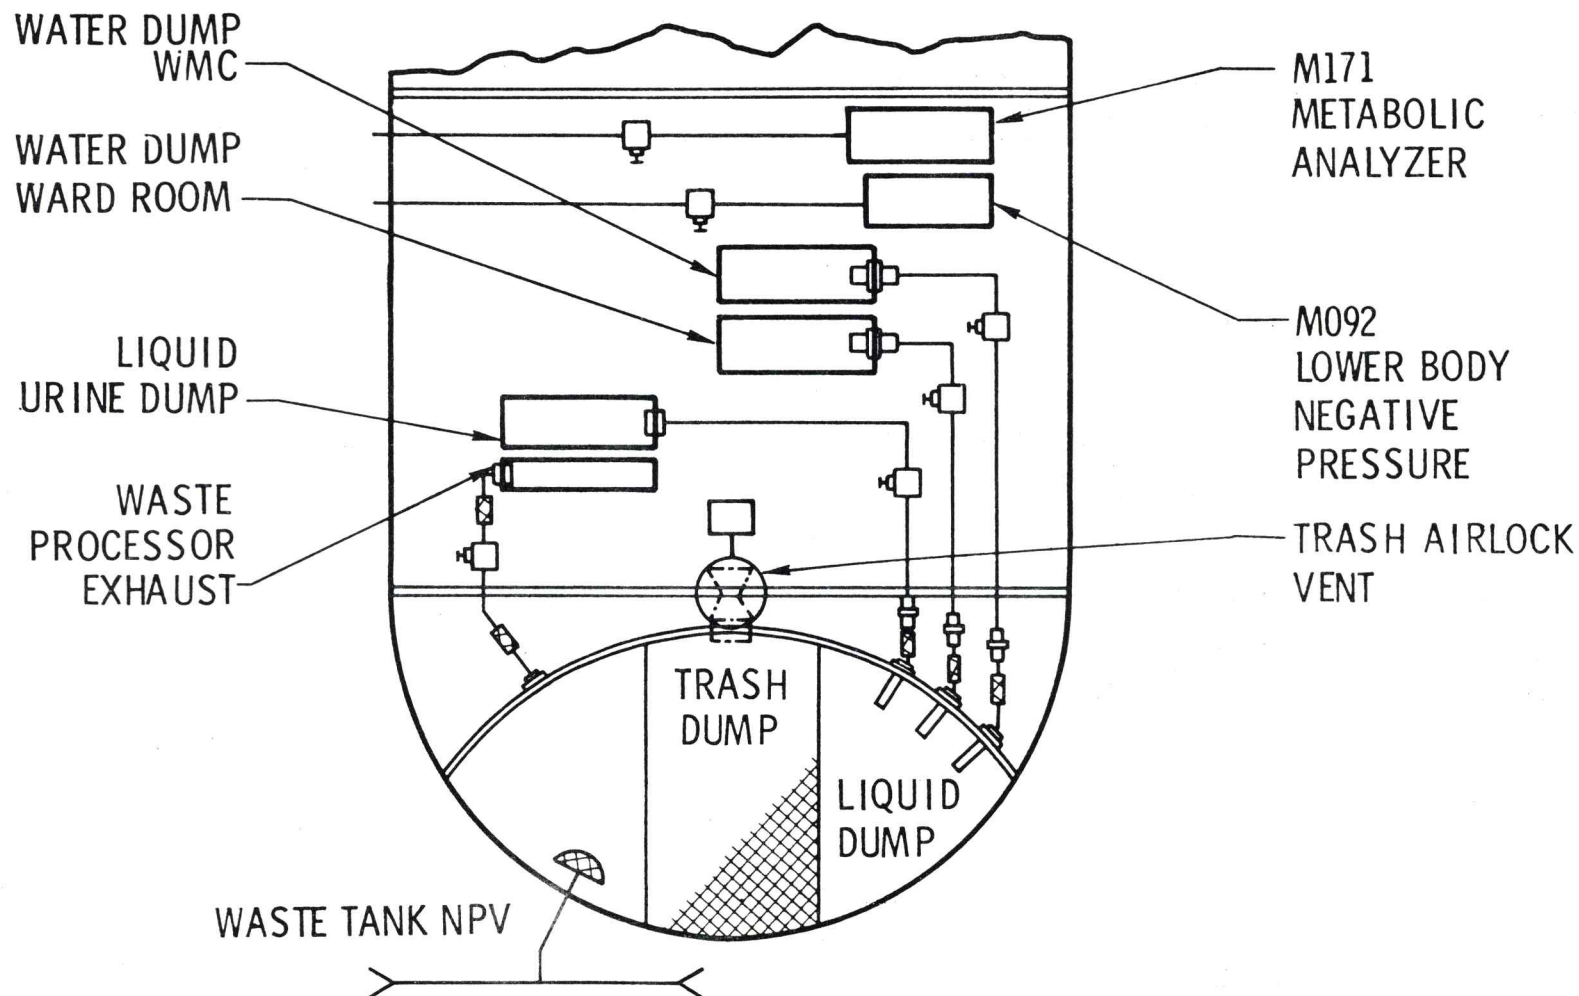 WATER DUMP
WMC
WATER DUMP
WARD ROOM
LIQUID
URINE DUMP
WASTE
PROCESSOR
EXHAUST
M171
METABOLIC
ANALYZER
M092
LOWER BODY
NEGATIVE
PRESSURE
TRASH AIRLOCK
VENT
TRASH
DUMP
LIQUID
DUMP
WASTE TANK NPV